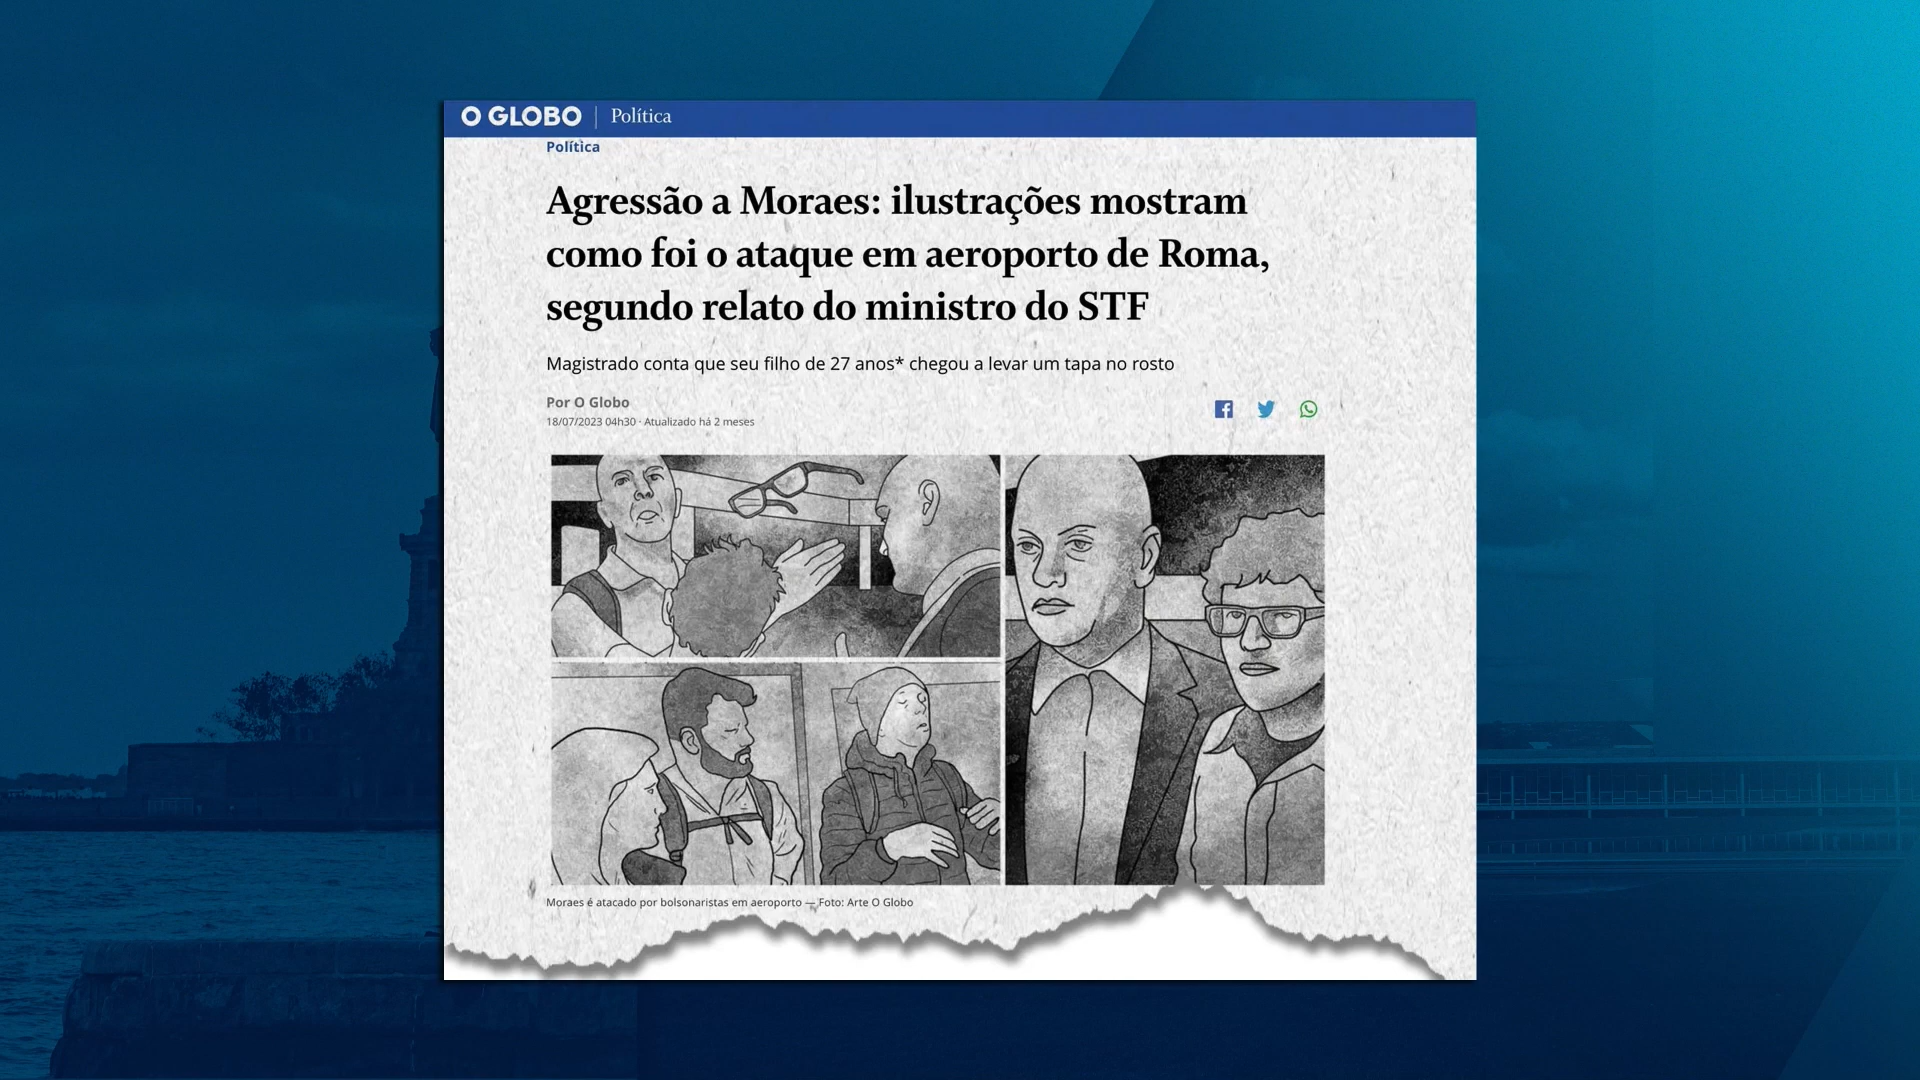 O GLOBO | Política
Política
Agressão a Moraes: ilustrações mostram
como foi o ataque em aeroporto de Roma,
segundo relato do ministro do STF
Magistrado conta que seu filho de 27 anos* chegou a levar um tapa no rosto
Por O Globo
18/07/2023 04h30 · Atualizado há 2 meses
Moraes é atacado por bolsonaristas em aeroporto — Foto: Arte O Globo